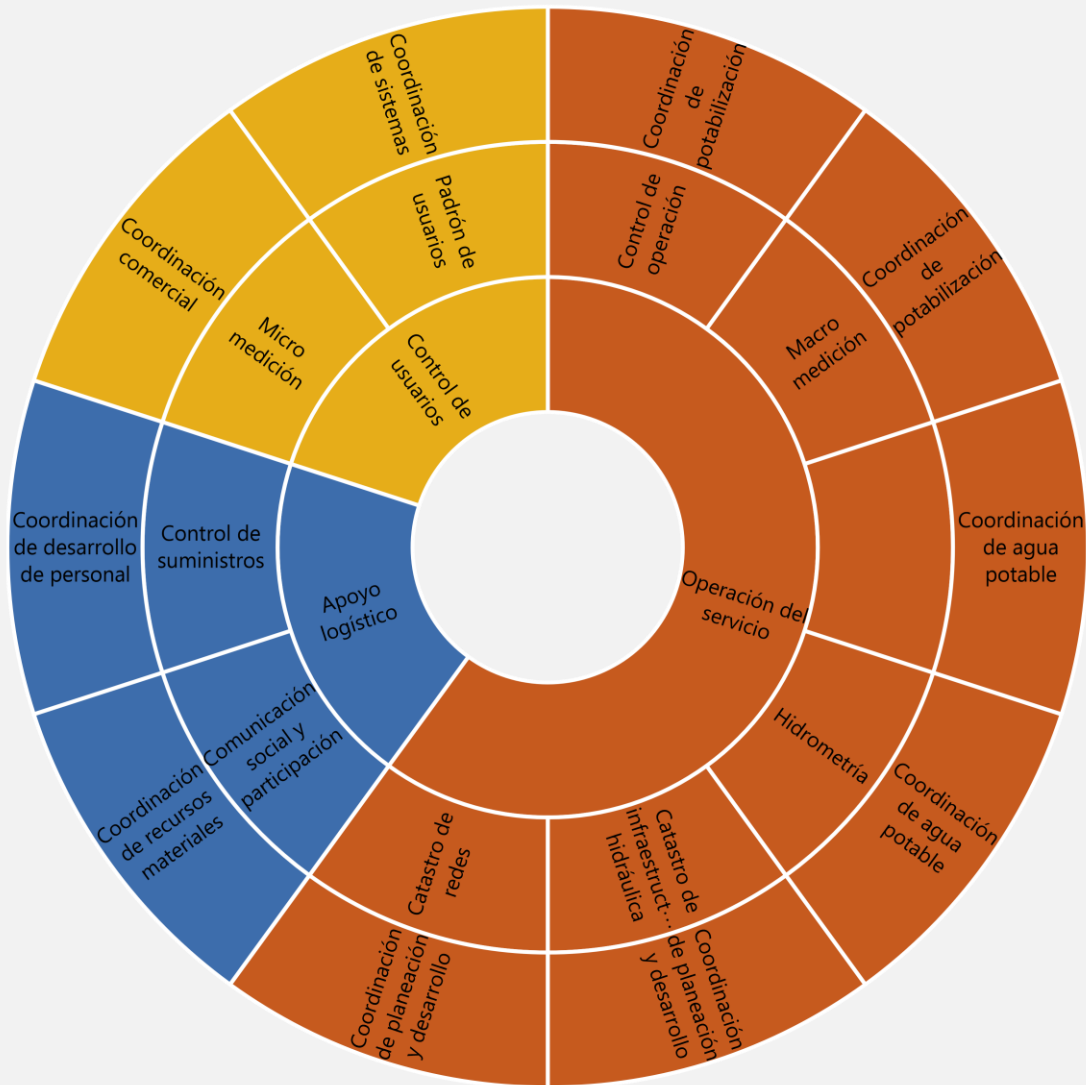 Coordinación
de sistemas
Coordinación
de
potabilización
Padrón de
usuarios
Control de
operación
Coordinación
comercial
Coordinación
de
potabilización
Micro
medición
Control de
usuarios
Macro
medición
Coordinación
de desarrollo
de personal
Control de
suministros
Apoyo
logístico
Operación del
servicio
Coordinación
de agua
potable
Comunicación
social y
participación
Hidrometría
Coordinación
de recursos
materiales
Coordinación
de agua
potable
Catastro de
redes
Catastro de
infraestruct…
hidráulica
Coordinación
de planeación
y desarrollo
Coordinación
de planeación
y desarrollo